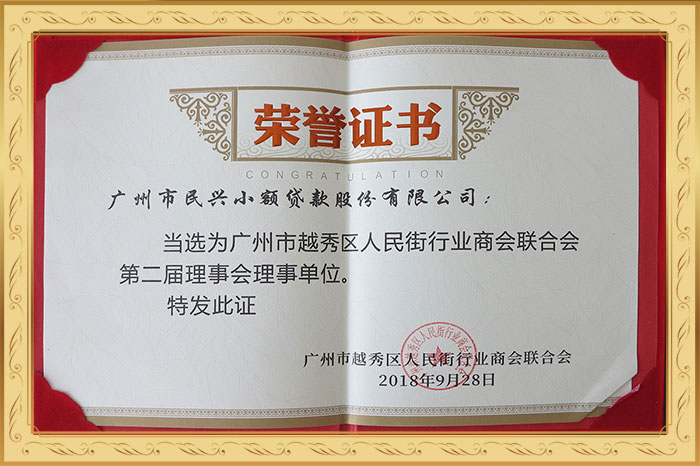 荣誉证书
CONGRATULATION
广州市民兴小额贷款股份有限公司：
当选为广州市越秀区人民街行业商会联合会
第二届理事会理事单位。
特发此证
广州市越秀区人民街行业商会联合会
2018年9月28日